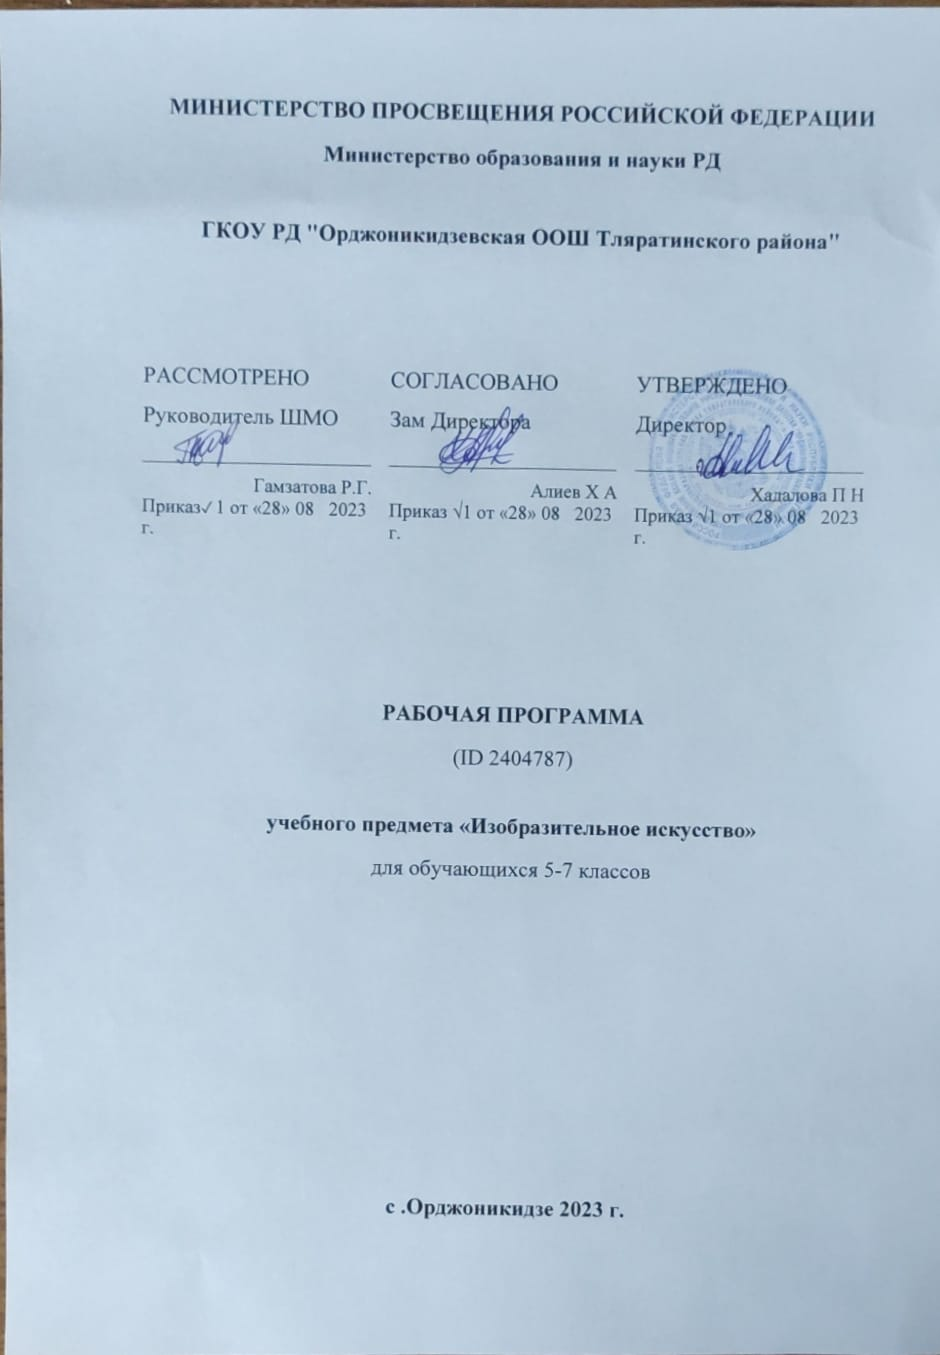 МИНИСТЕРСТВО ПРОСВЕЩЕНИЯ РОССИЙСКОЙ ФЕДЕРАЦИИ
Министерство образования и науки РД
ГКОУ РД "Орджоникидзевская ООШ Тляратинского района"
РАССМОТРЕНО
Руководитель ШМО
Гамзатова Р.Г.
Приказ√ 1 от «28» 08 2023
г.
СОГЛАСОВАНО
Зам Директора
Алиев Х А
Приказ √1 от «28» 08 2023
г.
УТВЕРЖДЕНО
Директор
Хадалова П Н
Приказ √1 от «28» 08 2023
г.
РАБОЧАЯ ПРОГРАММА
(ID 2404787)
учебного предмета «Изобразительное искусство»
для обучающихся 5-7 классов
с .Орджоникидзе 2023 г.